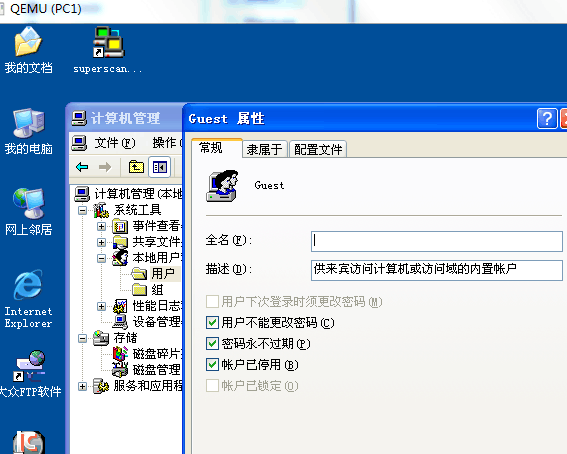 QEMU (PC1)
我的文档
superscan...
我的电脑
网上邻居
Internet
Explorer
大众FTP软件
计算机管理
文件(F) 操作
计算机管理(本地
系统工具
事件查看
共享文件
本地用户
用户
组
性能日志
设备管理
存储
磁盘碎片
磁盘管理
服务和应用程
Guest 属性
常规 隶属于 配置文件
Guest
全名(F):
描述(D): 供来宾访问计算机或访问域的内置帐户
用户下次登录时须更改密码(M)
用户不能更改密码(C)
密码永不过期(P)
帐户已停用(B)
帐户已锁定(O)